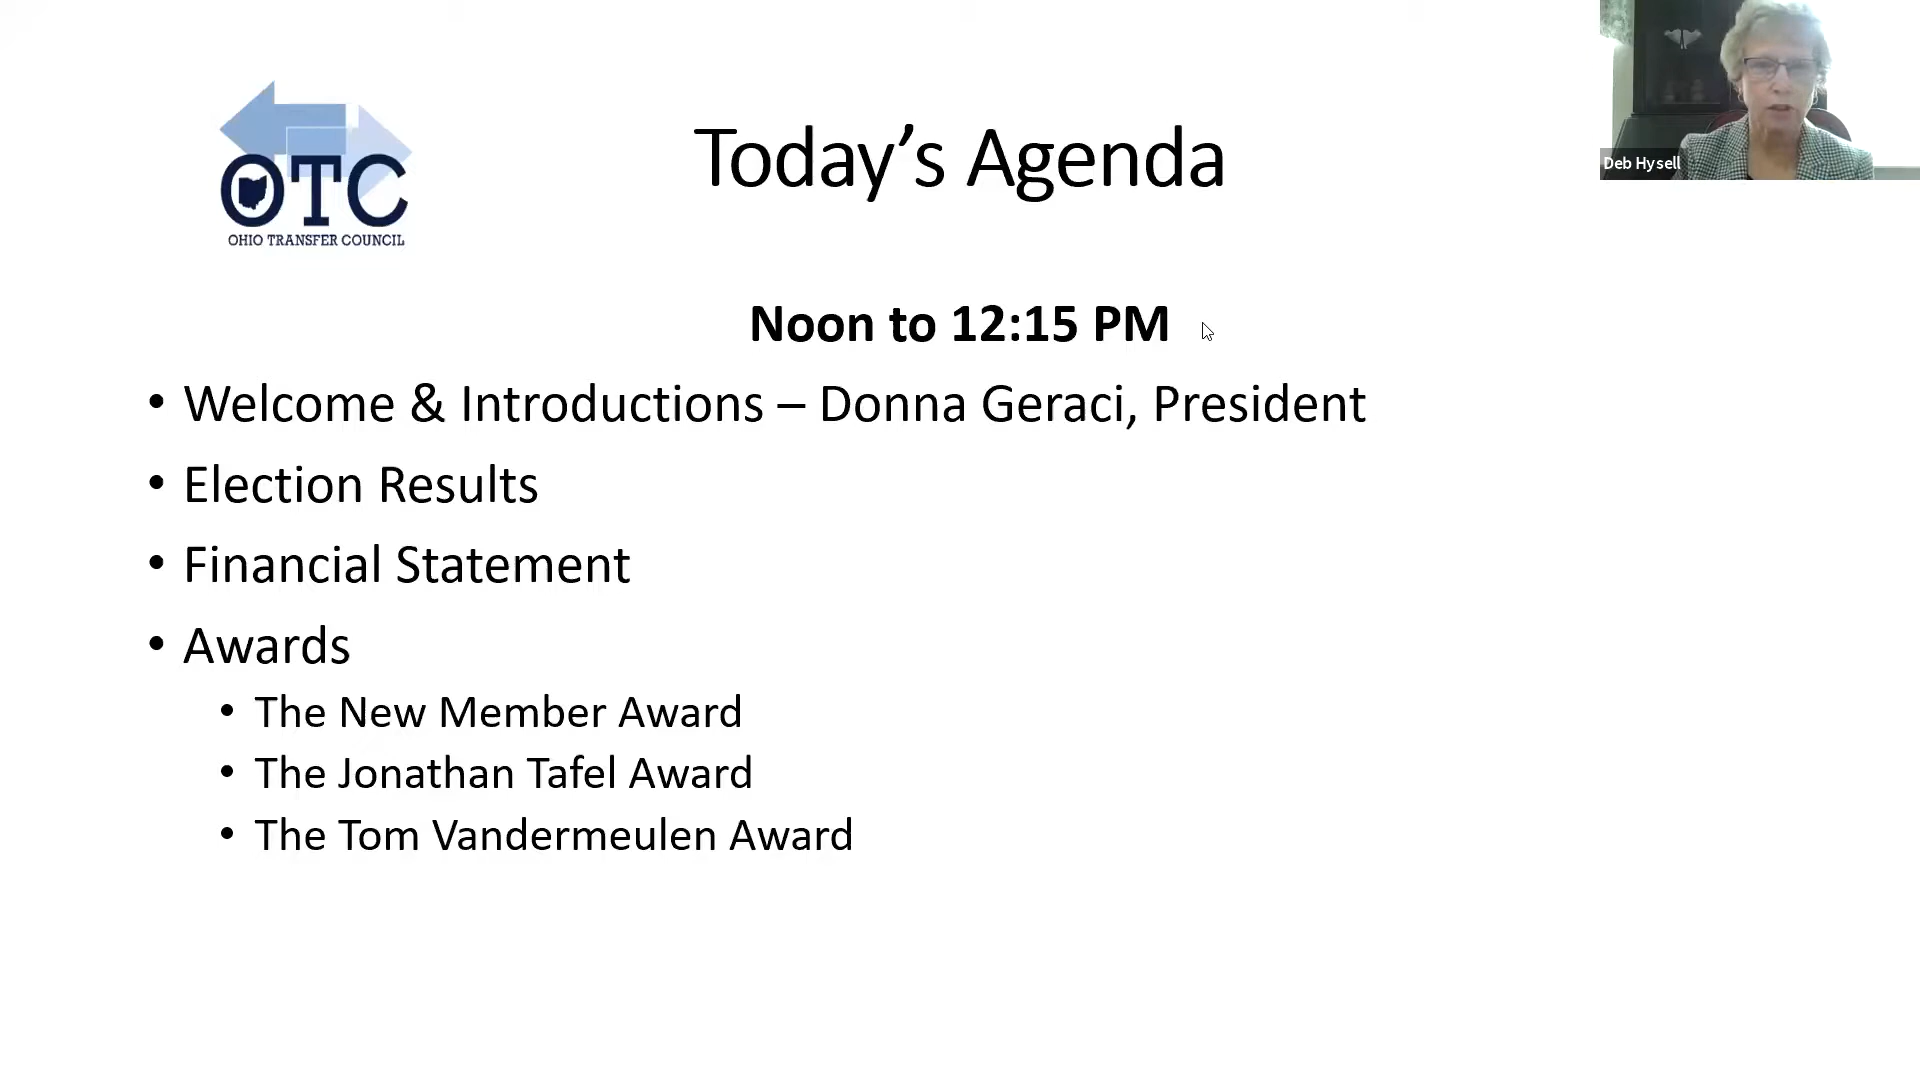 Today’s Agenda
Deb Hysell
OTC
OHIO TRANSFER COUNCIL
Noon to 12:15 PM
• Welcome & Introductions – Donna Geraci, President
• Election Results
• Financial Statement
• Awards
• The New Member Award
• The Jonathan Tafel Award
• The Tom Vandermeulen Award